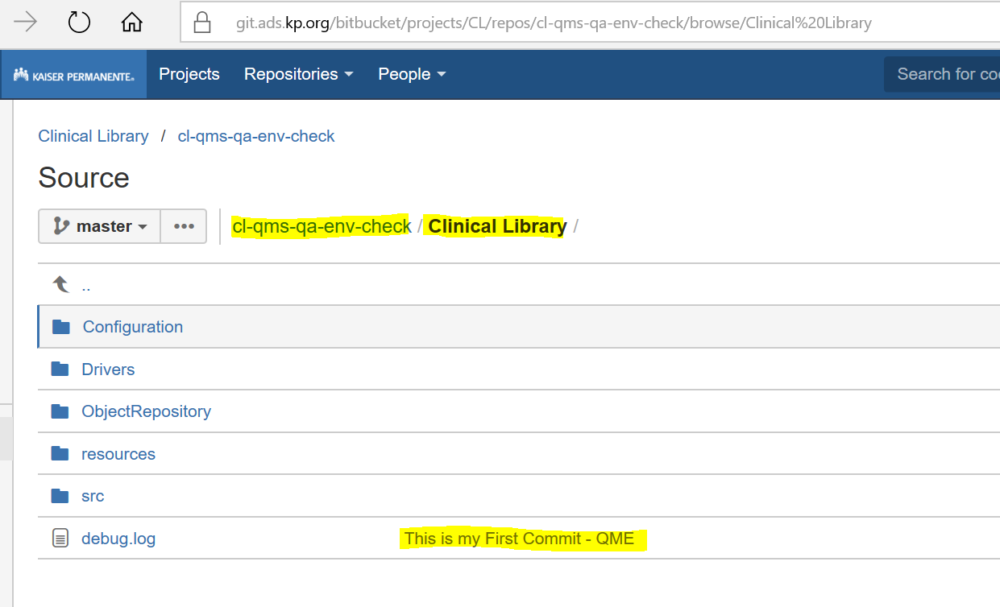 git.ads.kp.org/bitbucket/projects/CL/repos/cl-qms-qa-env-check/browse/Clinical%20Library
KAISER PERMANENTE® Projects Repositories People Search for
Clinical Library / cl-qms-qa-env-check
Source
master ••• cl-qms-qa-env-check / Clinical Library /
..
Configuration
Drivers
ObjectRepository
resources
src
debug.log This is my First Commit - QME